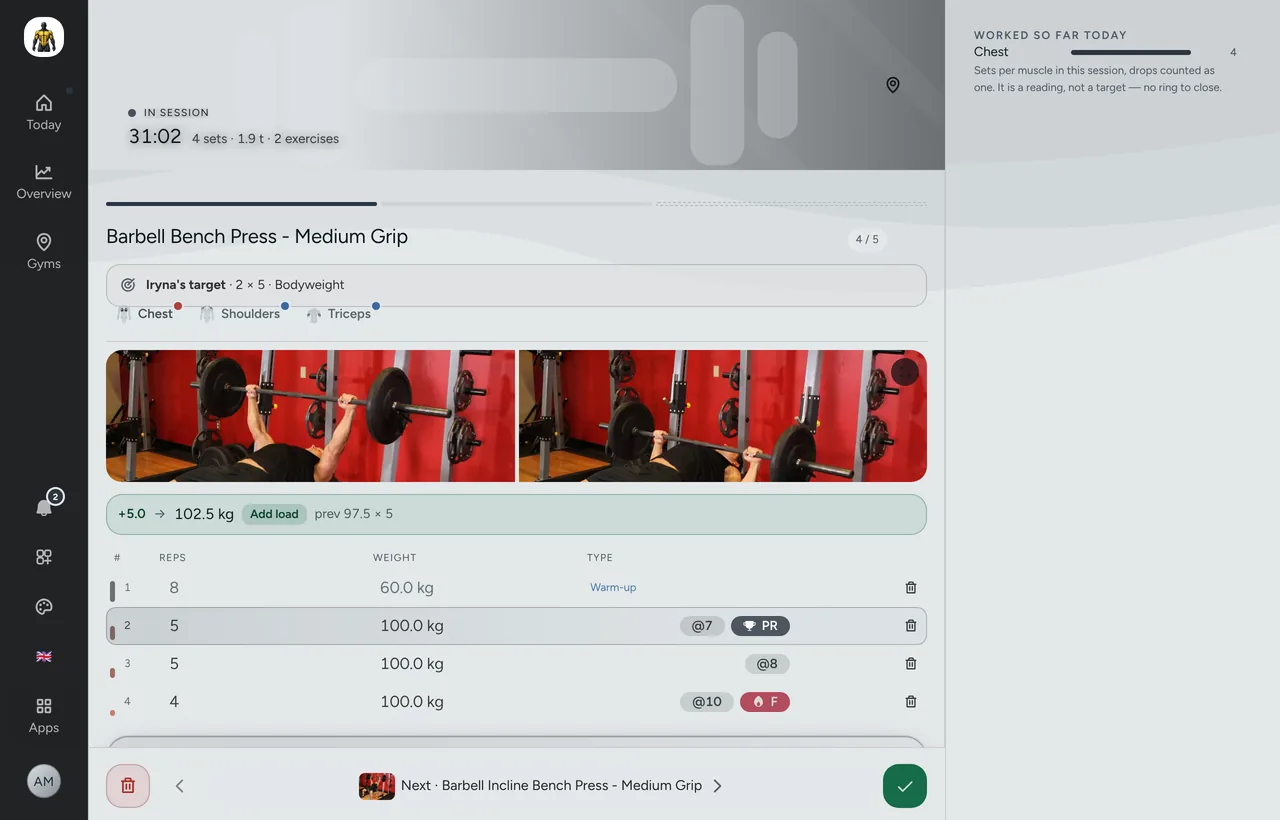 Today
Overview
Gyms
2
🇬🇧
Apps
AM
IN SESSION
31:02 4 sets · 1.9 t · 2 exercises
Barbell Bench Press - Medium Grip
4 / 5
Iryna's target · 2 × 5 · Bodyweight
Chest Shoulders Triceps
+5.0 → 102.5 kg Add load prev 97.5 × 5
# REPS WEIGHT TYPE
1 8 60.0 kg Warm-up
2 5 100.0 kg @7 PR
3 5 100.0 kg @8
4 4 100.0 kg @10 F
Next · Barbell Incline Bench Press - Medium Grip
WORKED SO FAR TODAY
Chest 4
Sets per muscle in this session, drops counted as
one. It is a reading, not a target — no ring to close.